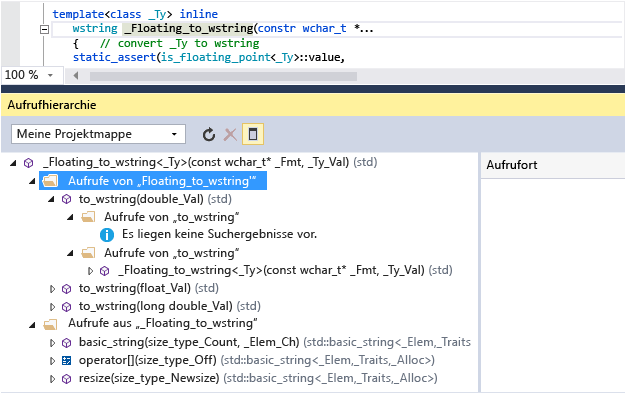 template<class _Ty> inline
wstring _Floating_to_wstring(constr wchar_t *...
{ // convert _Ty to wstring
static_assert(is_floating_point<_Ty>::value,
100 %
Aufrufhierarchie
Meine Projektmappe
Aufrufort
_Floating_to_wstring<_Ty>(const wchar_t* _Fmt, _Ty_Val) (std)
Aufrufe von „Floating_to_wstring'"
to_wstring(double_Val) (std)
Aufrufe von „to_wstring“
Es liegen keine Suchergebnisse vor.
Aufrufe von „to_wstring“
_Floating_to_wstring<_Ty>(const wchar_t* _Fmt, _Ty_Val) (std)
to_wstring(float_Val) (std)
to_wstring(long double_Val) (std)
Aufrufe aus „_Floating_to_wstring“
basic_string(size_type_Count, _Elem_Ch) (std::basic_string<_Elem,_Traits
operator[](size_type_Off) (std::basic_string<_Elem,_Traits,_Alloc>)
resize(size_type_Newsize) (std::basic_string<_Elem,_Traits,_Alloc>)